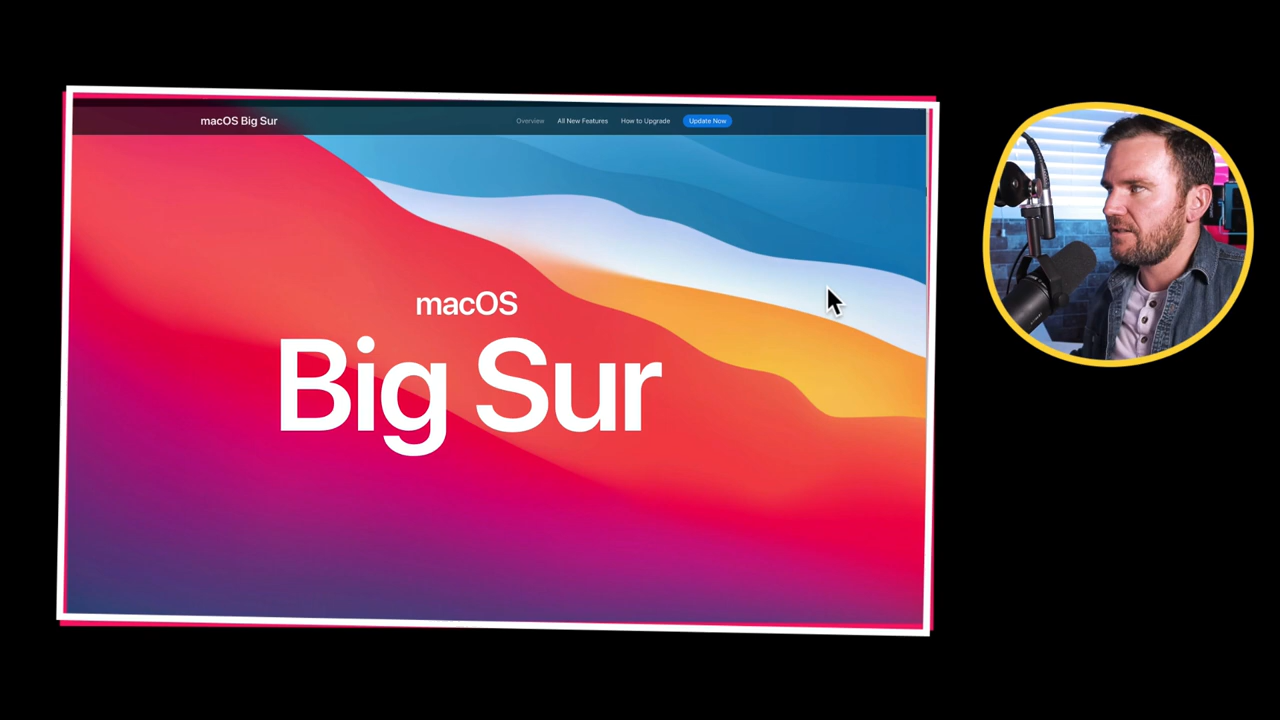 macOS Big Sur
Overview All New Features How to Upgrade Update Now
macOS
Big Sur